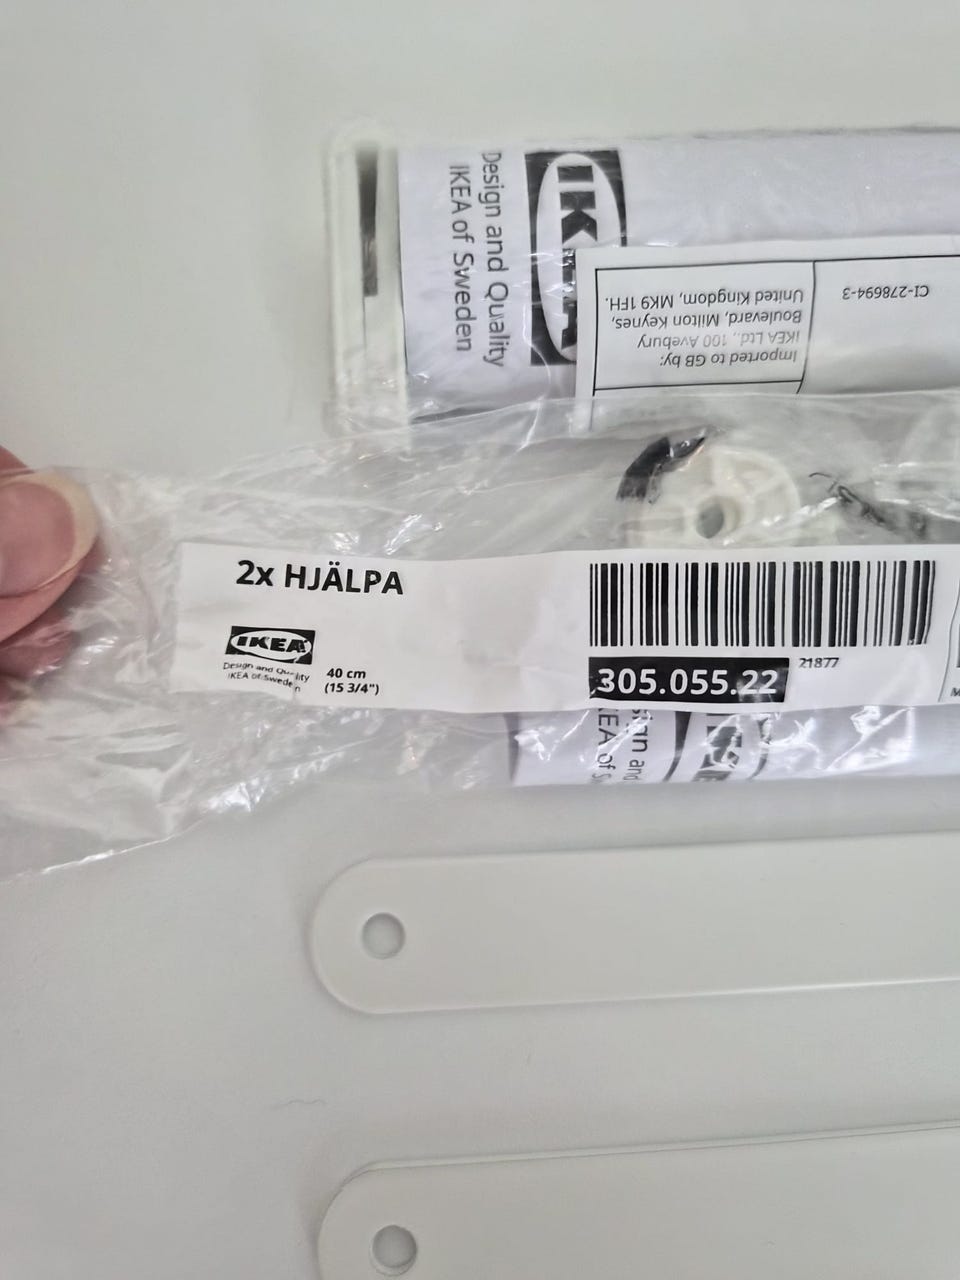 Design and Quality
IKEA of Sweden
IKEA
Imported to GB by:
IKEA Ltd., 100 Avebury
Boulevard, Milton Keynes,
United Kingdom, MK9 1FH.
CI-278694-3
2x HJÄLPA
IKEA
Design and Quality
IKEA of Sweden
40 cm
(15 3/4")
21877
305.055.22